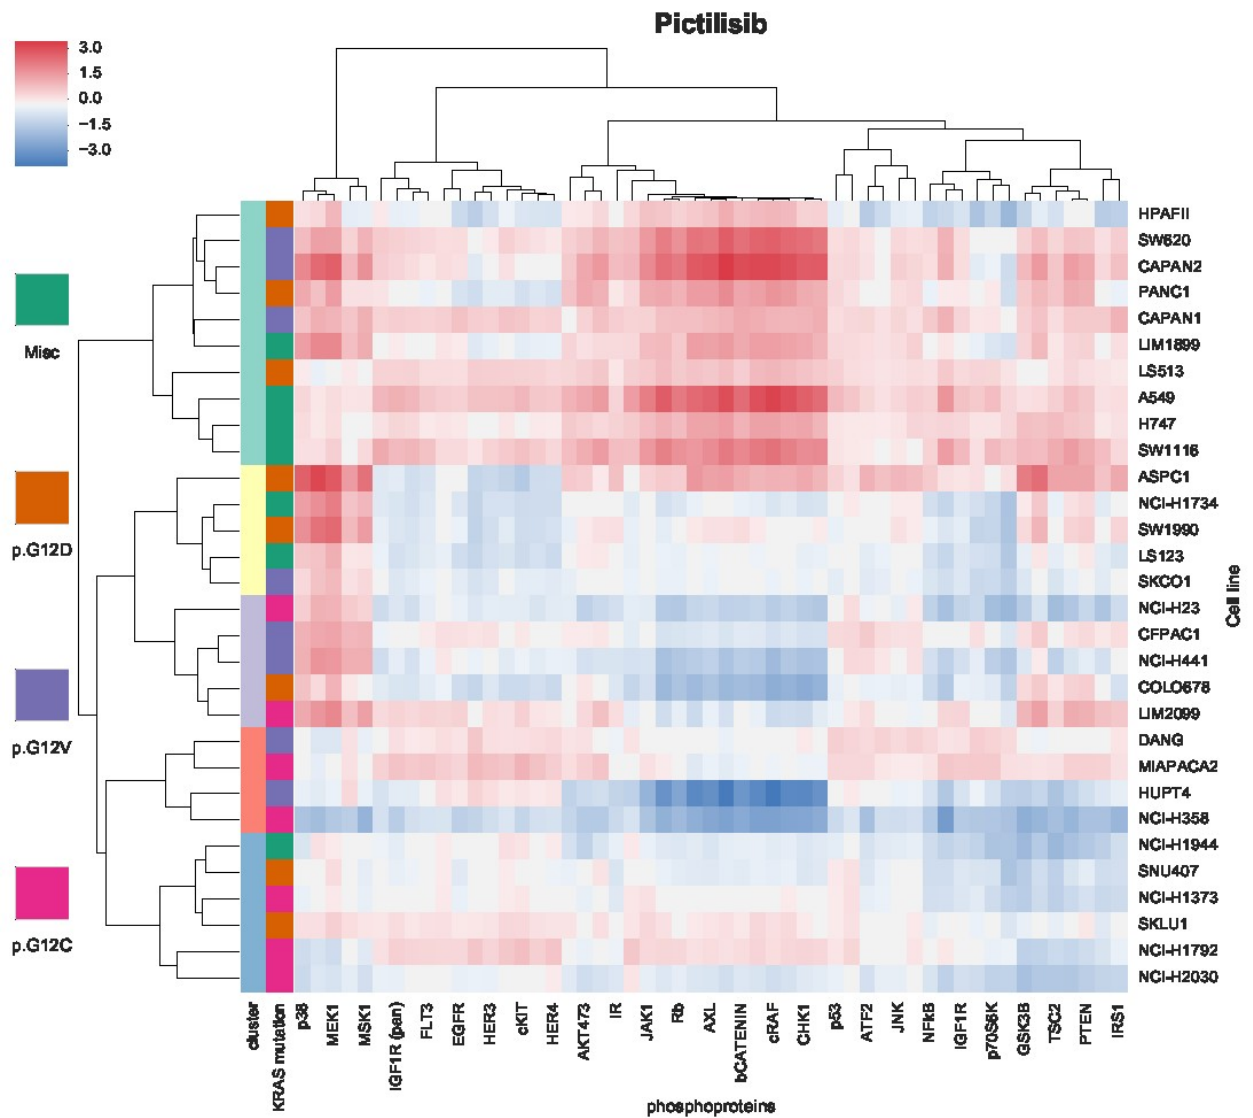 Pictilisib
3.0
1.5
0.0
−1.5
−3.0
Misc
p.G12D
p.G12V
p.G12C
HPAFII
SW620
CAPAN2
PANC1
CAPAN1
LIM1899
LS513
A549
H747
SW1116
ASPC1
NCI-H1734
SW1990
LS123
SKCO1
NCI-H23
CFPAC1
NCI-H441
COLO678
LIM2099
DANG
MIAPACA2
HUPT4
NCI-H358
NCI-H1944
SNU407
NCI-H1373
SKLU1
NCI-H1792
NCI-H2030
Cell line
cluster
KRAS mutation
p38
MEK1
MSK1
IGF1R (pan)
FLT3
EGFR
HER3
cKIT
HER4
AKT473
IR
JAK1
Rb
AXL
bCATENIN
cRAF
CHK1
p53
ATF2
JNK
NFkB
IGF1R
p70S6K
GSK3B
TSC2
PTEN
IRS1
phosphoproteins